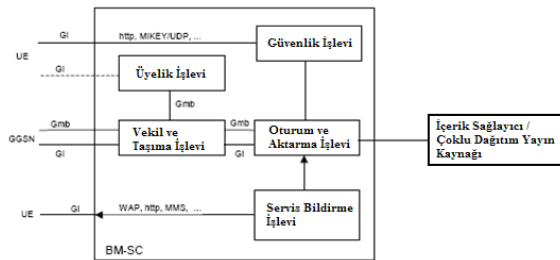 GI
http, MIKEY/UDP, ...
Güvenlik İşlevi
UE
GI
Üyelik İşlevi
Gmb
Gmb
Gmb
GGSN
GI
Vekil ve
Taşıma İşlevi
GI
Oturum ve
Aktarma İşlevi
İçerik Sağlayıcı /
Çoklu Dağıtım Yayın
Kaynağı
UE
GI
WAP, http, MMS, ...
Servis Bildirme
İşlevi
BM-SC